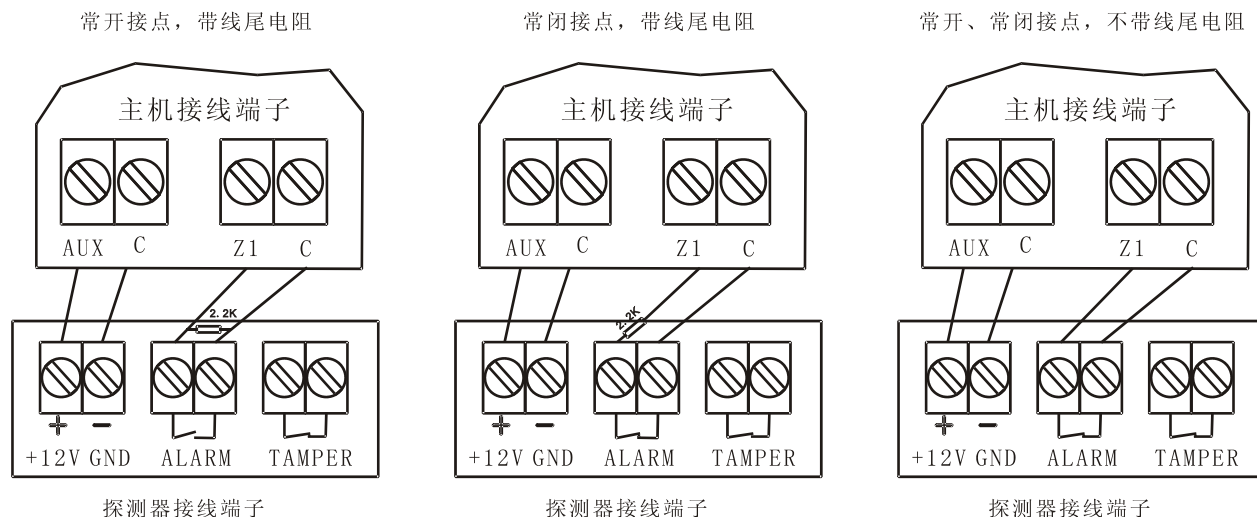 常开接点，带线尾电阻
主机接线端子
AUX C Z1 C
2.2K
+ −
+12V GND ALARM TAMPER
探测器接线端子
常闭接点，带线尾电阻
主机接线端子
AUX C Z1 C
2.2K
+ −
+12V GND ALARM TAMPER
探测器接线端子
常开、常闭接点，不带线尾电阻
主机接线端子
AUX C Z1 C
+ −
+12V GND ALARM TAMPER
探测器接线端子